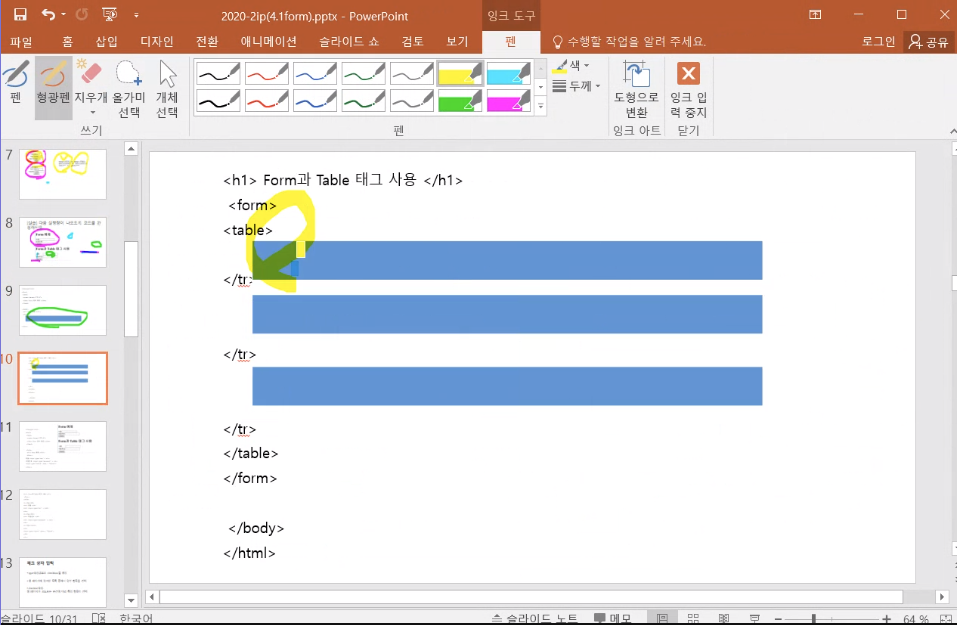 2020-2ip(4.1form).pptx - PowerPoint
잉크 도구
파일 홈 삽입 디자인 전환 애니메이션 슬라이드 쇼 검토 보기 펜 수행할 작업을 알려 주세요. 로그인 공유
펜 형광펜 지우개 올가미 선택 개체 선택
색
두께
도형으로 변환
잉크 입력 중지
쓰기 펜 잉크 아트 닫기
7
8
9
10
11
12
13
<h1> Form과 Table 태그 사용 </h1>
<form>
<table>
</tr>
</tr>
</tr>
</table>
</form>
</body>
</html>
슬라이드 10/31 한국어 슬라이드 노트 메모 64 %